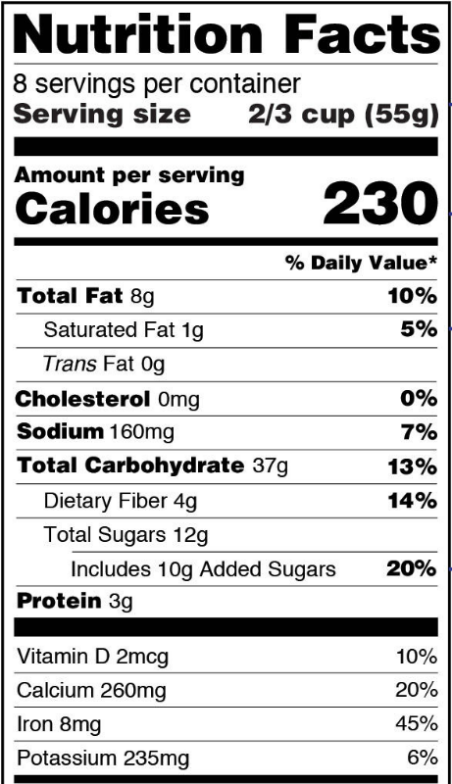 Nutrition Facts
8 servings per container
Serving size 2/3 cup (55g)
Amount per serving
Calories 230
% Daily Value*
Total Fat 8g 10%
Saturated Fat 1g 5%
Trans Fat 0g
Cholesterol 0mg 0%
Sodium 160mg 7%
Total Carbohydrate 37g 13%
Dietary Fiber 4g 14%
Total Sugars 12g
Includes 10g Added Sugars 20%
Protein 3g
Vitamin D 2mcg 10%
Calcium 260mg 20%
Iron 8mg 45%
Potassium 235mg 6%